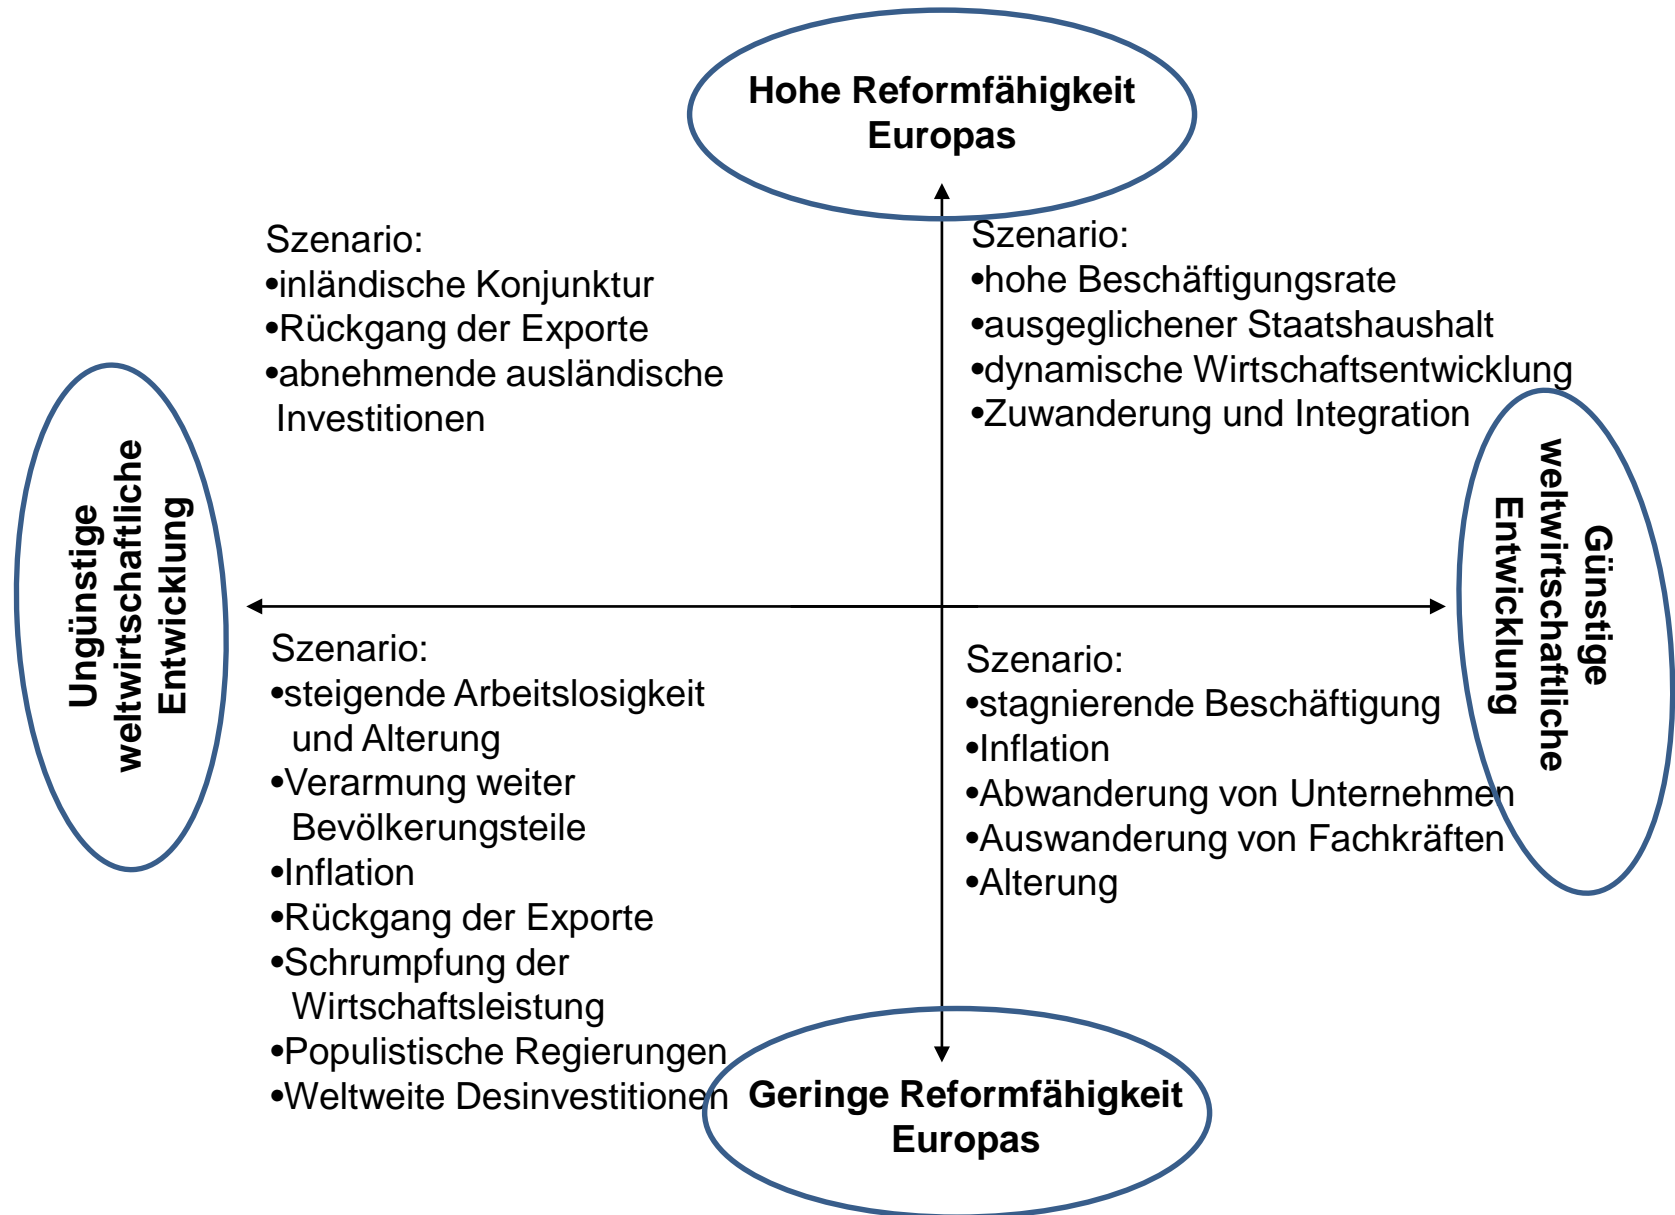 Hohe Reformfähigkeit
Europas
Szenario:
•inländische Konjunktur
•Rückgang der Exporte
•abnehmende ausländische
Investitionen
Szenario:
•hohe Beschäftigungsrate
•ausgeglichener Staatshaushalt
•dynamische Wirtschaftsentwicklung
•Zuwanderung und Integration
Ungünstige
weltwirtschaftliche
Entwicklung
Günstige
weltwirtschaftliche
Entwicklung
Szenario:
•steigende Arbeitslosigkeit
und Alterung
•Verarmung weiter
Bevölkerungsteile
•Inflation
•Rückgang der Exporte
•Schrumpfung der
Wirtschaftsleistung
•Populistische Regierungen
•Weltweite Desinvestitionen
Szenario:
•stagnierende Beschäftigung
•Inflation
•Abwanderung von Unternehmen
•Auswanderung von Fachkräften
•Alterung
Geringe Reformfähigkeit
Europas